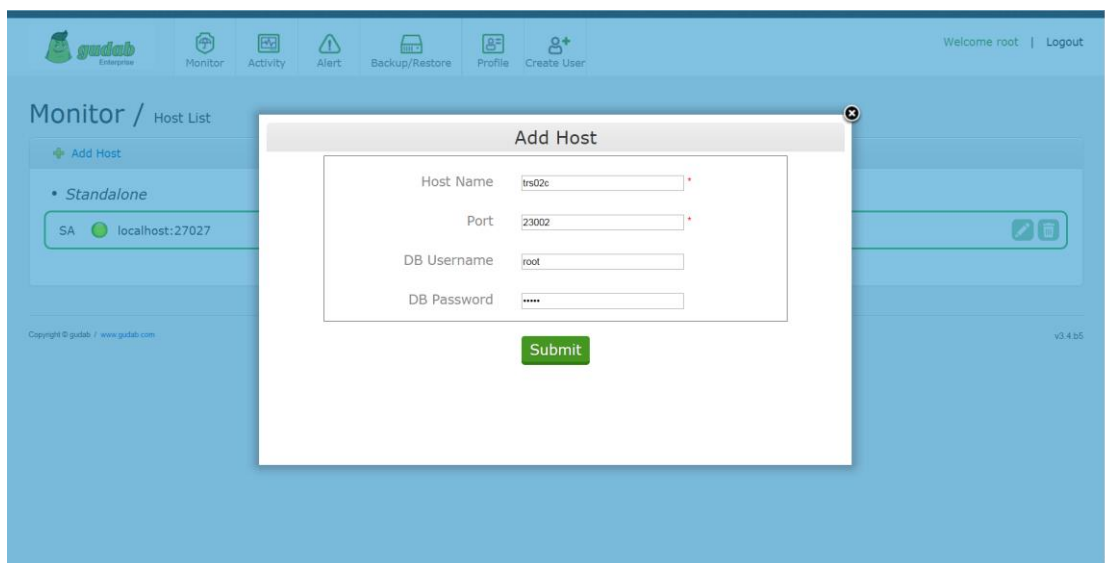 gudab
Enterprise
Monitor Activity Alert Backup/Restore Profile Create User
Welcome root | Logout
Monitor / Host List
Add Host
• Standalone
SA localhost:27027
Add Host
Host Name trs02c *
Port 23002 *
DB Username root
DB Password •••••
Submit
Copyright © gudab / www.gudab.com
v3.4.b5